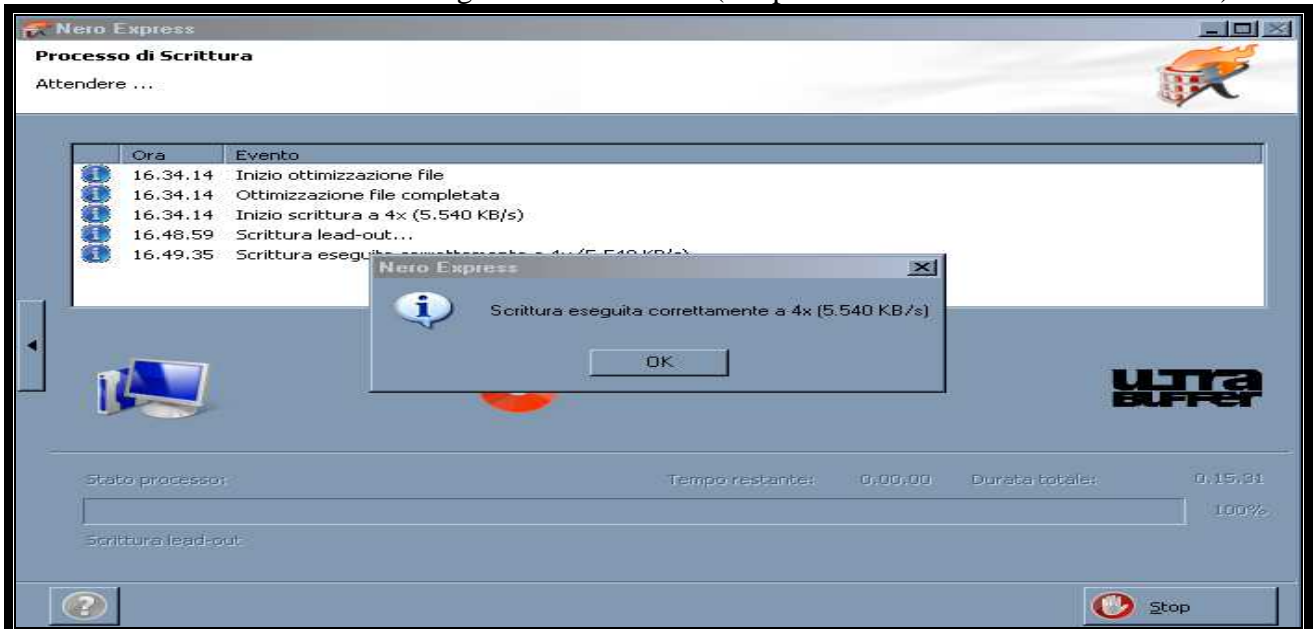 Nero Express
Processo di Scrittura
Attendere ...
Ora Evento
16.34.14 Inizio ottimizzazione file
16.34.14 Ottimizzazione file completata
16.34.14 Inizio scrittura a 4x (5.540 KB/s)
16.48.59 Scrittura lead-out...
16.49.35 Scrittura esegu
Nero Express
Scrittura eseguita correttamente a 4x (5.540 KB/s)
OK
ULTRA
BUFFER
Stato processo: Tempo restante: 0:00:00 Durata totale: 0.15.31
100%
Scrittura lead-out
Stop